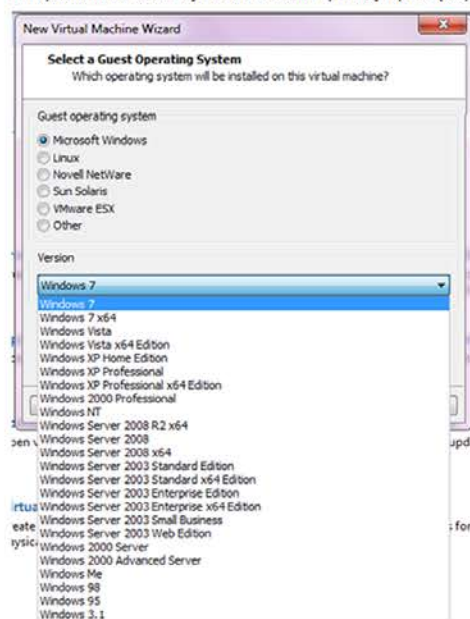 New Virtual Machine Wizard
Select a Guest Operating System
Which operating system will be installed on this virtual machine?
Guest operating system
Microsoft Windows
Linux
Novell NetWare
Sun Solaris
VMware ESX
Other
Version
Windows 7
Windows 7
Windows 7 x64
Windows Vista
Windows Vista x64 Edition
Windows XP Home Edition
Windows XP Professional
Windows XP Professional x64 Edition
Windows 2000 Professional
Windows NT
Windows Server 2008 R2 x64
Windows Server 2008
Windows Server 2008 x64
Windows Server 2003 Standard Edition
Windows Server 2003 Standard x64 Edition
Windows Server 2003 Enterprise Edition
Windows Server 2003 Enterprise x64 Edition
Windows Server 2003 Small Business
Windows Server 2003 Web Edition
Windows 2000 Server
Windows 2000 Advanced Server
Windows Me
Windows 98
Windows 95
Windows 3.1